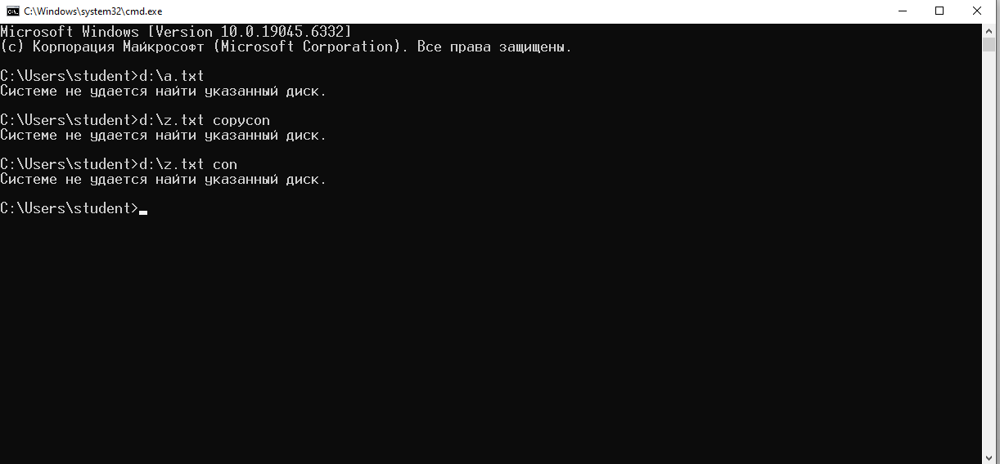 C:\Windows\system32\cmd.exe
Microsoft Windows [Version 10.0.19045.6332]
(c) Корпорация Майкрософт (Microsoft Corporation). Все права защищены.
C:\Users\student>d:\a.txt
Системе не удается найти указанный диск.
C:\Users\student>d:\z.txt copycon
Системе не удается найти указанный диск.
C:\Users\student>d:\z.txt con
Системе не удается найти указанный диск.
C:\Users\student>